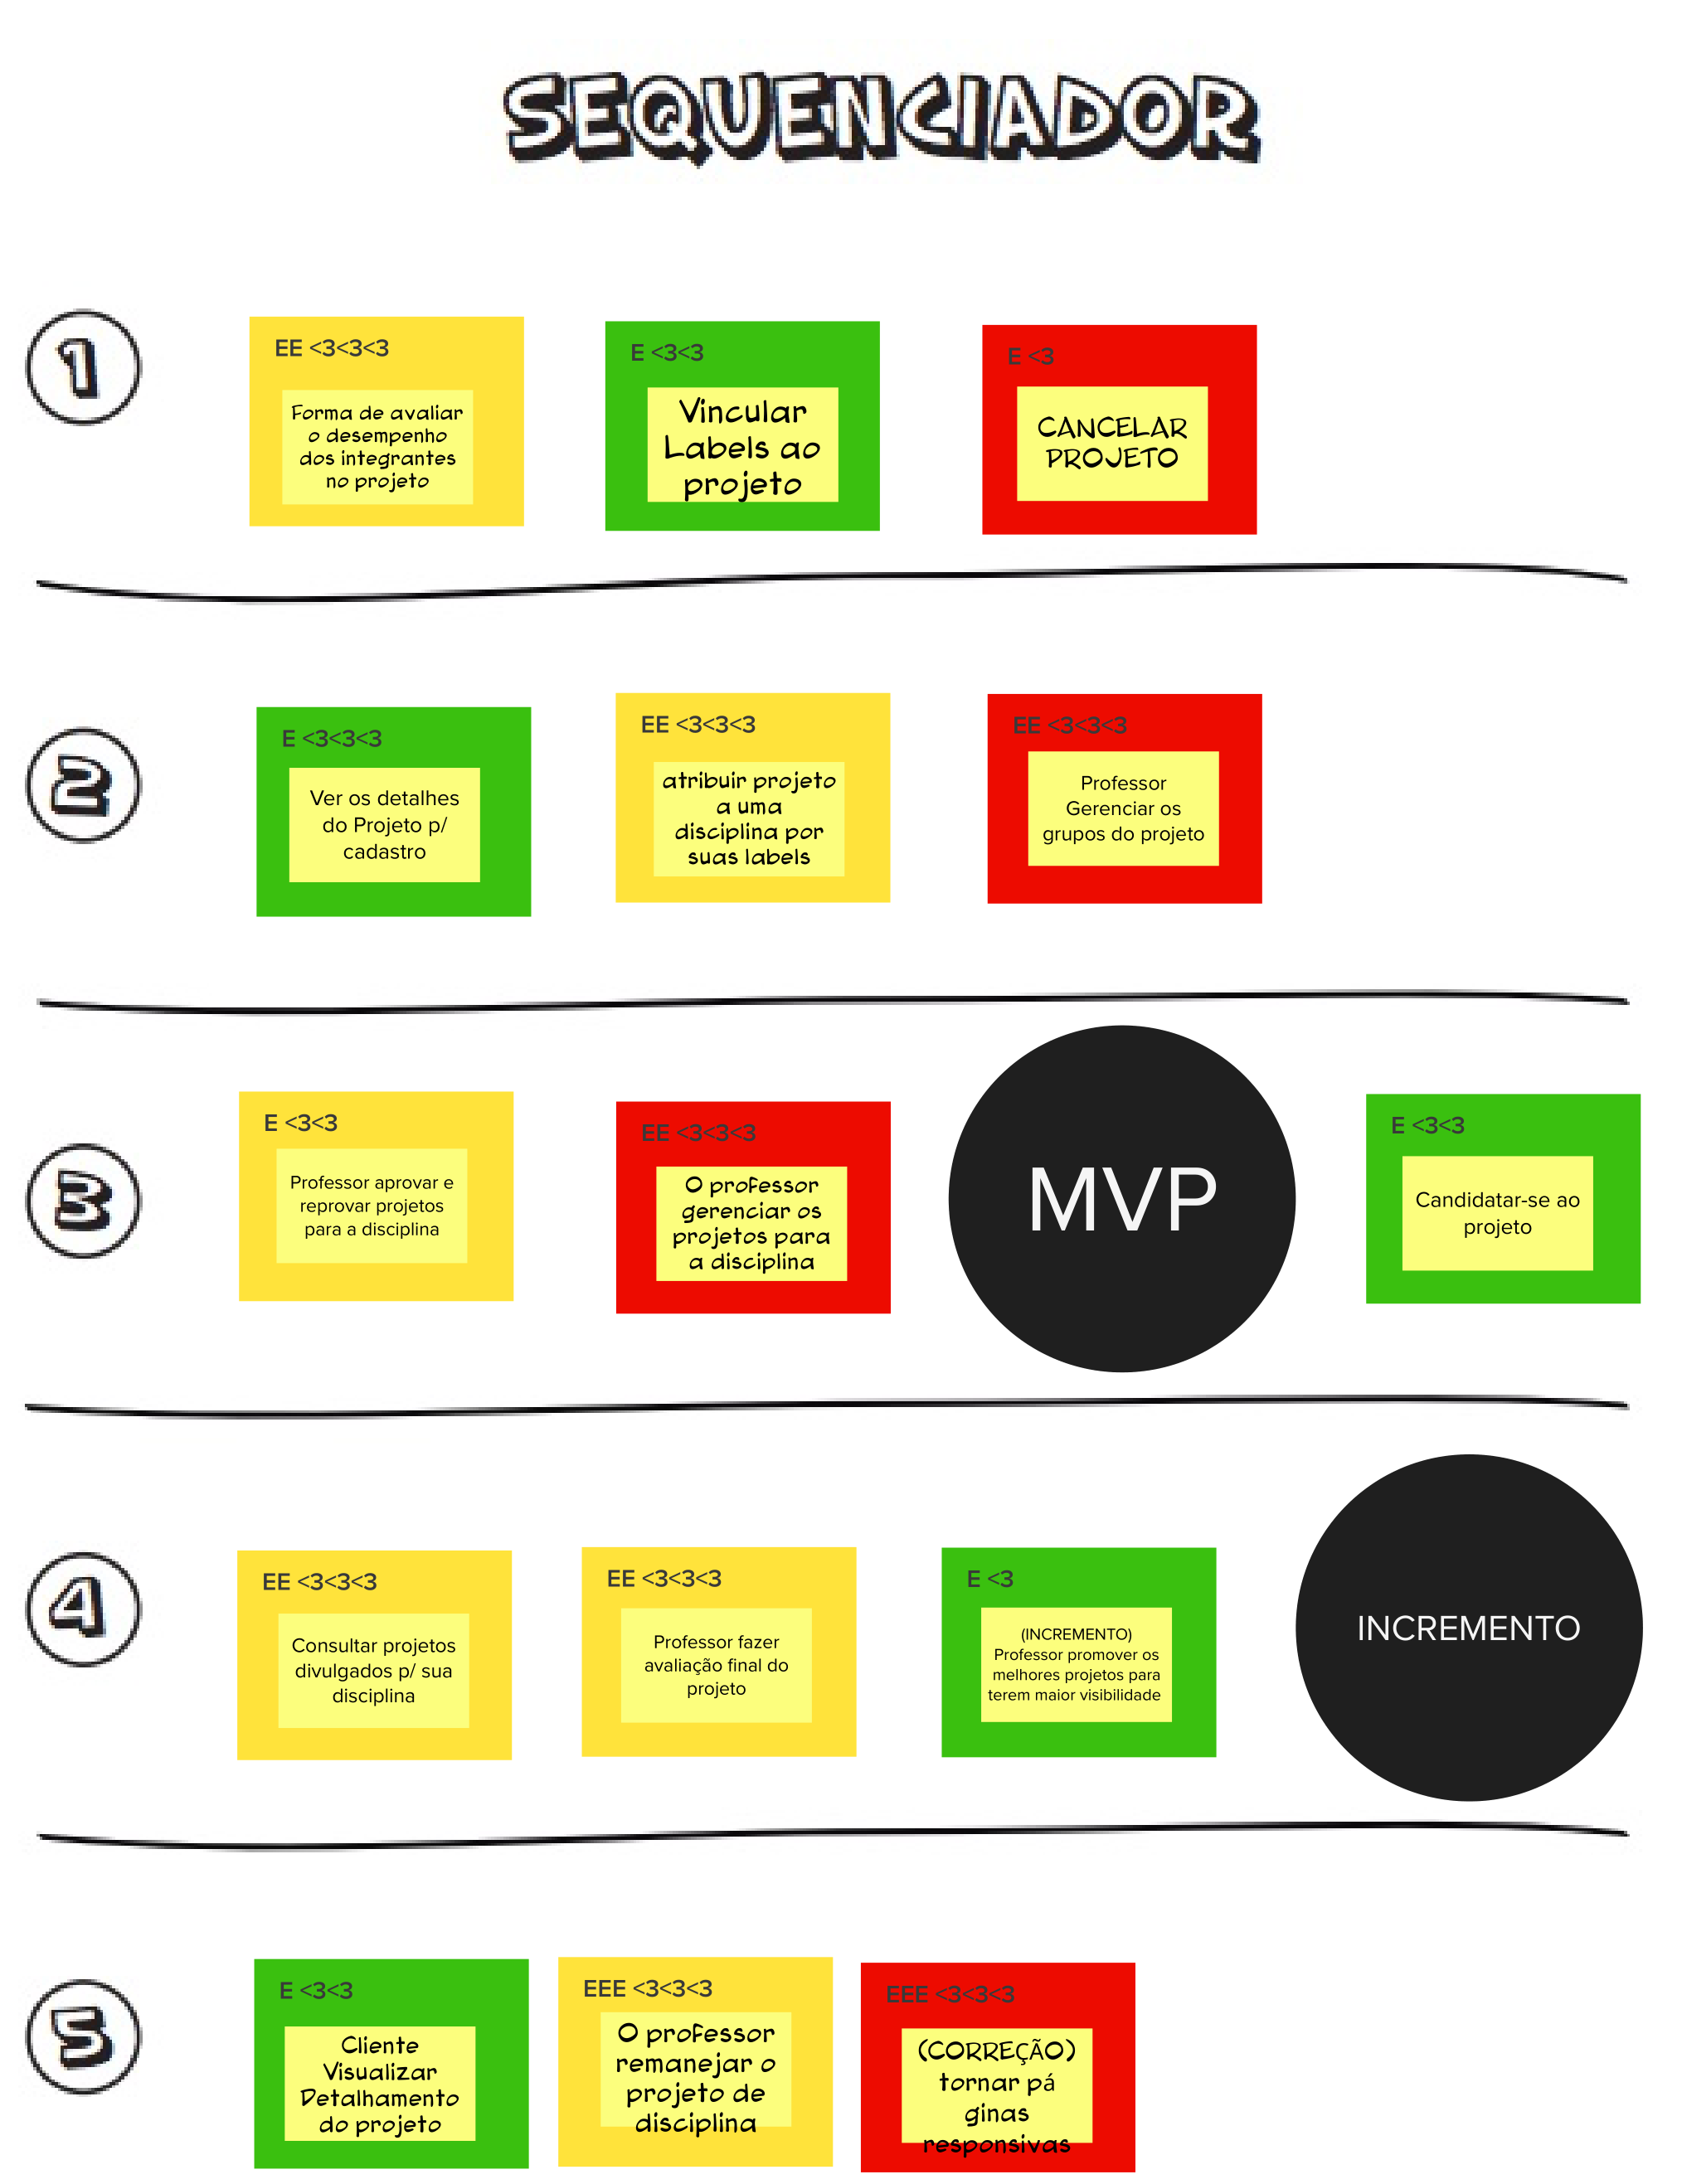 SEQUENCIADOR
1
EE <3<3<3
Forma de avaliar
o desempenho
dos integrantes
no projeto
E <3<3
Vincular
Labels ao
projeto
E <3
CANCELAR
PROJETO
2
E <3<3<3
Ver os detalhes
do Projeto p/
cadastro
EE <3<3<3
atribuir projeto
a uma
disciplina por
suas labels
EE <3<3<3
Professor
Gerenciar os
grupos do projeto
3
E <3<3
Professor aprovar e
reprovar projetos
para a disciplina
EE <3<3<3
O professor
gerenciar os
projetos para
a disciplina
MVP
E <3<3
Candidatar-se ao
projeto
4
EE <3<3<3
Consultar projetos
divulgados p/ sua
disciplina
EE <3<3<3
Professor fazer
avaliação final do
projeto
E <3
(INCREMENTO)
Professor promover os
melhores projetos para
terem maior visibilidade
INCREMENTO
5
E <3<3
Cliente
Visualizar
Detalhamento
do projeto
EEE <3<3<3
O professor
remanejar o
projeto de
disciplina
EEE <3<3<3
(CORREÇÃO)
tornar pá
ginas
responsivas